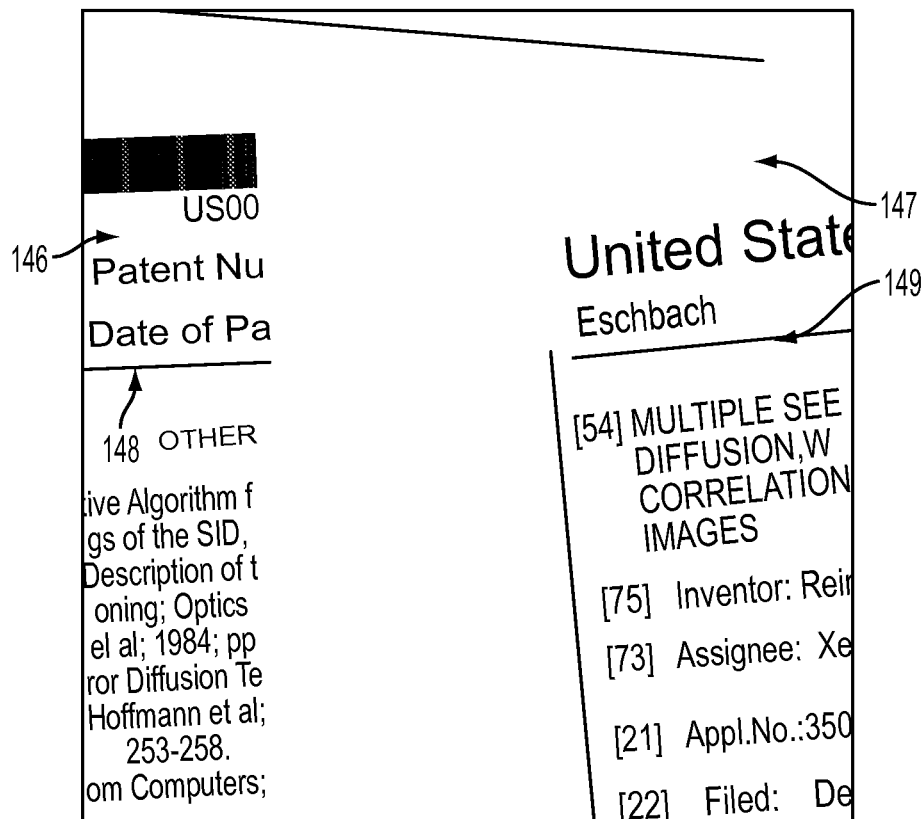 US00
146
Patent Nu
Date of Pa
148
OTHER
tive Algorithm f
gs of the SID,
Description of t
oning; Optics
el al; 1984; pp
ror Diffusion Te
Hoffmann et al;
253-258.
om Computers;
147
United State
149
Eschbach
[54] MULTIPLE SEE
DIFFUSION,W
CORRELATION
IMAGES
[75] Inventor: Rein
[73] Assignee: Xe
[21] Appl.No.:350
[22] Filed: De